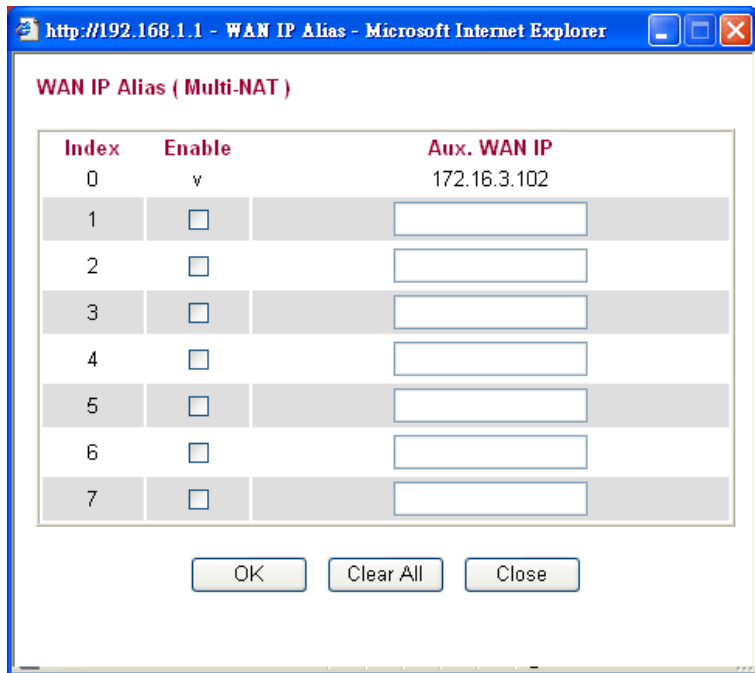 http://192.168.1.1 - WAN IP Alias - Microsoft Internet Explorer
WAN IP Alias ( Multi-NAT )
Index Enable Aux. WAN IP
0 v 172.16.3.102
1
2
3
4
5
6
7
OK Clear All Close